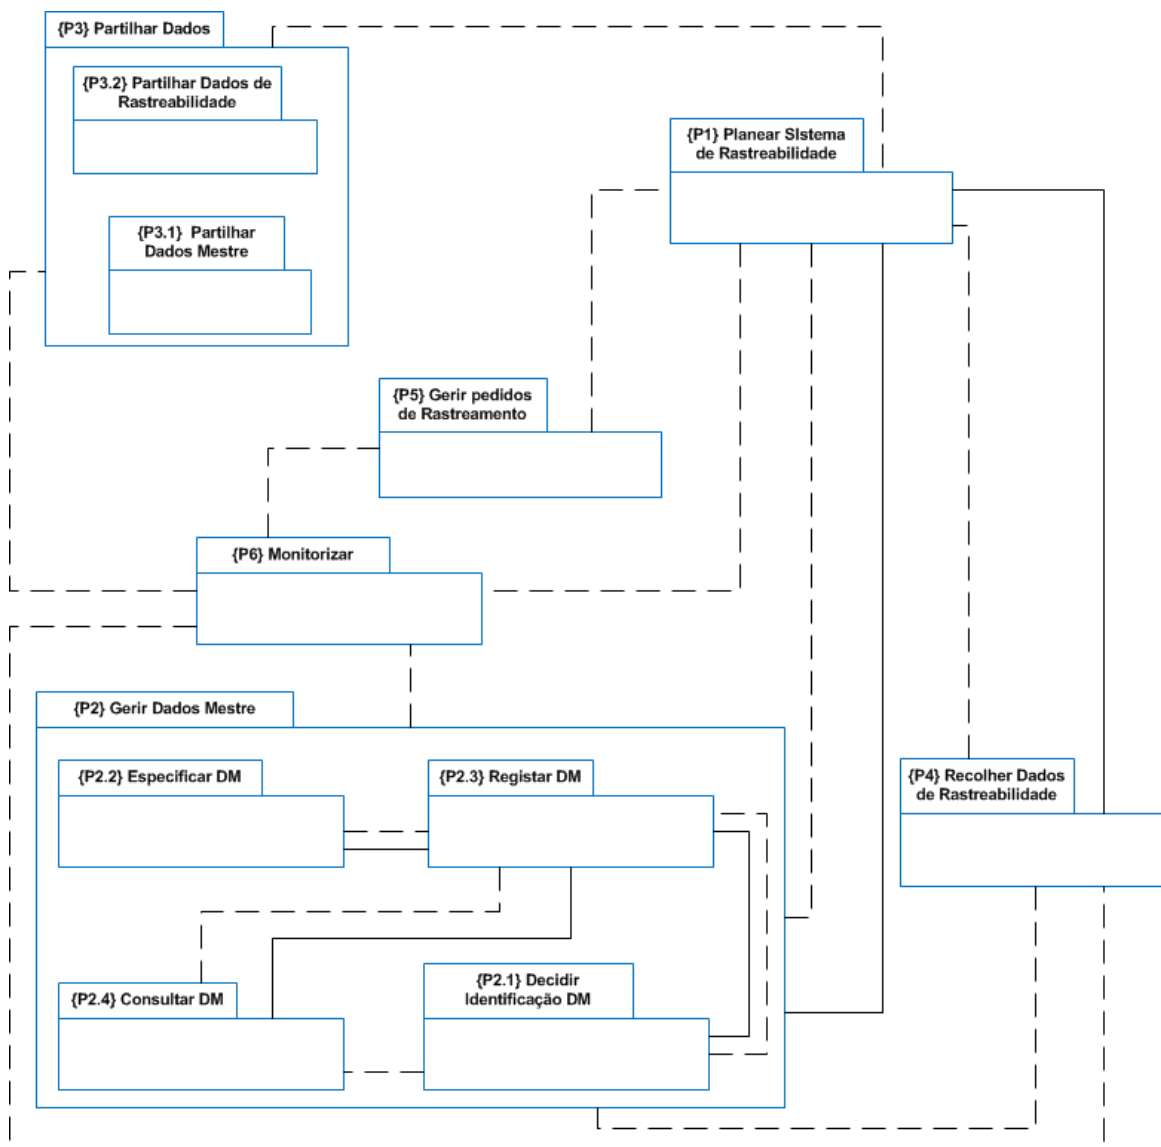 {P3} Partilhar Dados
{P3.2} Partilhar Dados de
Rastreabilidade
{P3.1}  Partilhar
Dados Mestre
{P1} Planear SIstema
de Rastreabilidade
{P5} Gerir pedidos
de Rastreamento
{P6} Monitorizar
{P2} Gerir Dados Mestre
{P2.2} Especificar DM
{P2.3} Registar DM
{P4} Recolher Dados
de Rastreabilidade
{P2.4} Consultar DM
{P2.1} Decidir
Identificação DM